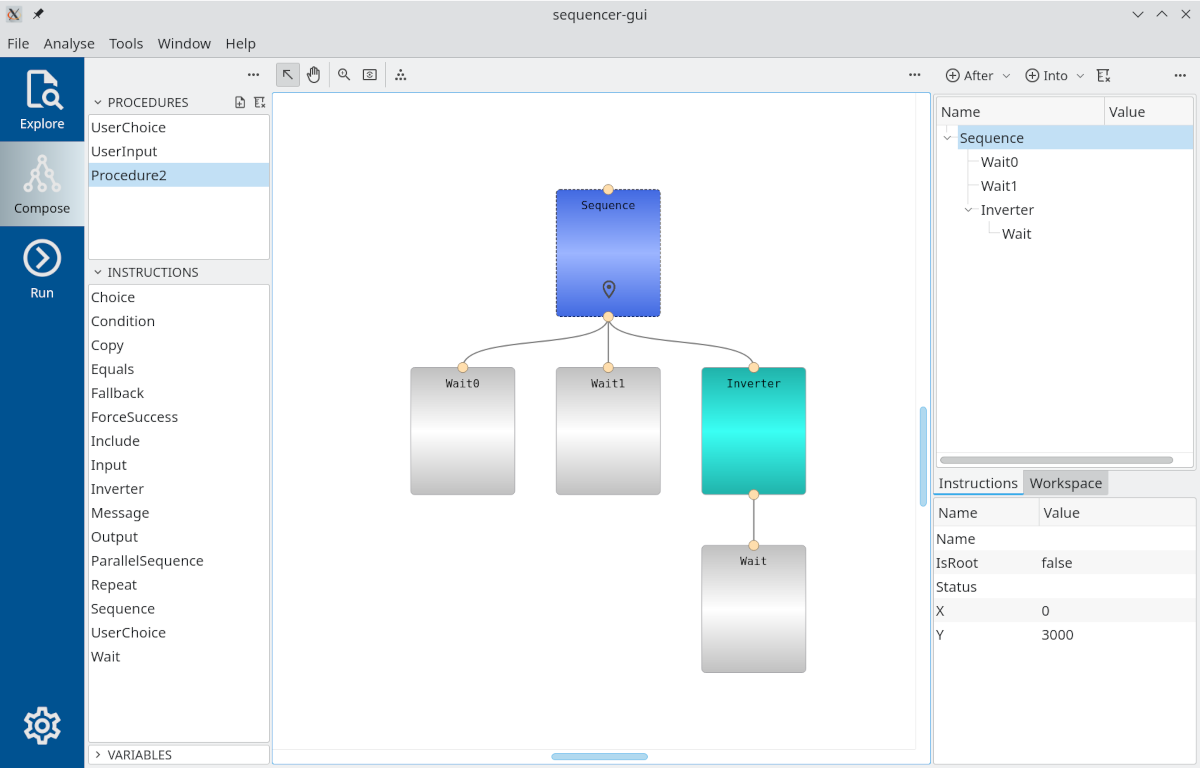 sequencer-gui
File Analyse Tools Window Help
Explore
Compose
Run
PROCEDURES
UserChoice
UserInput
Procedure2
INSTRUCTIONS
Choice
Condition
Copy
Equals
Fallback
ForceSuccess
Include
Input
Inverter
Message
Output
ParallelSequence
Repeat
Sequence
UserChoice
Wait
VARIABLES
Sequence
Wait0 Wait1 Inverter
Wait
After Into
Name Value
Sequence
Wait0
Wait1
Inverter
Wait
Instructions Workspace
Name Value
Name
IsRoot false
Status
X 0
Y 3000